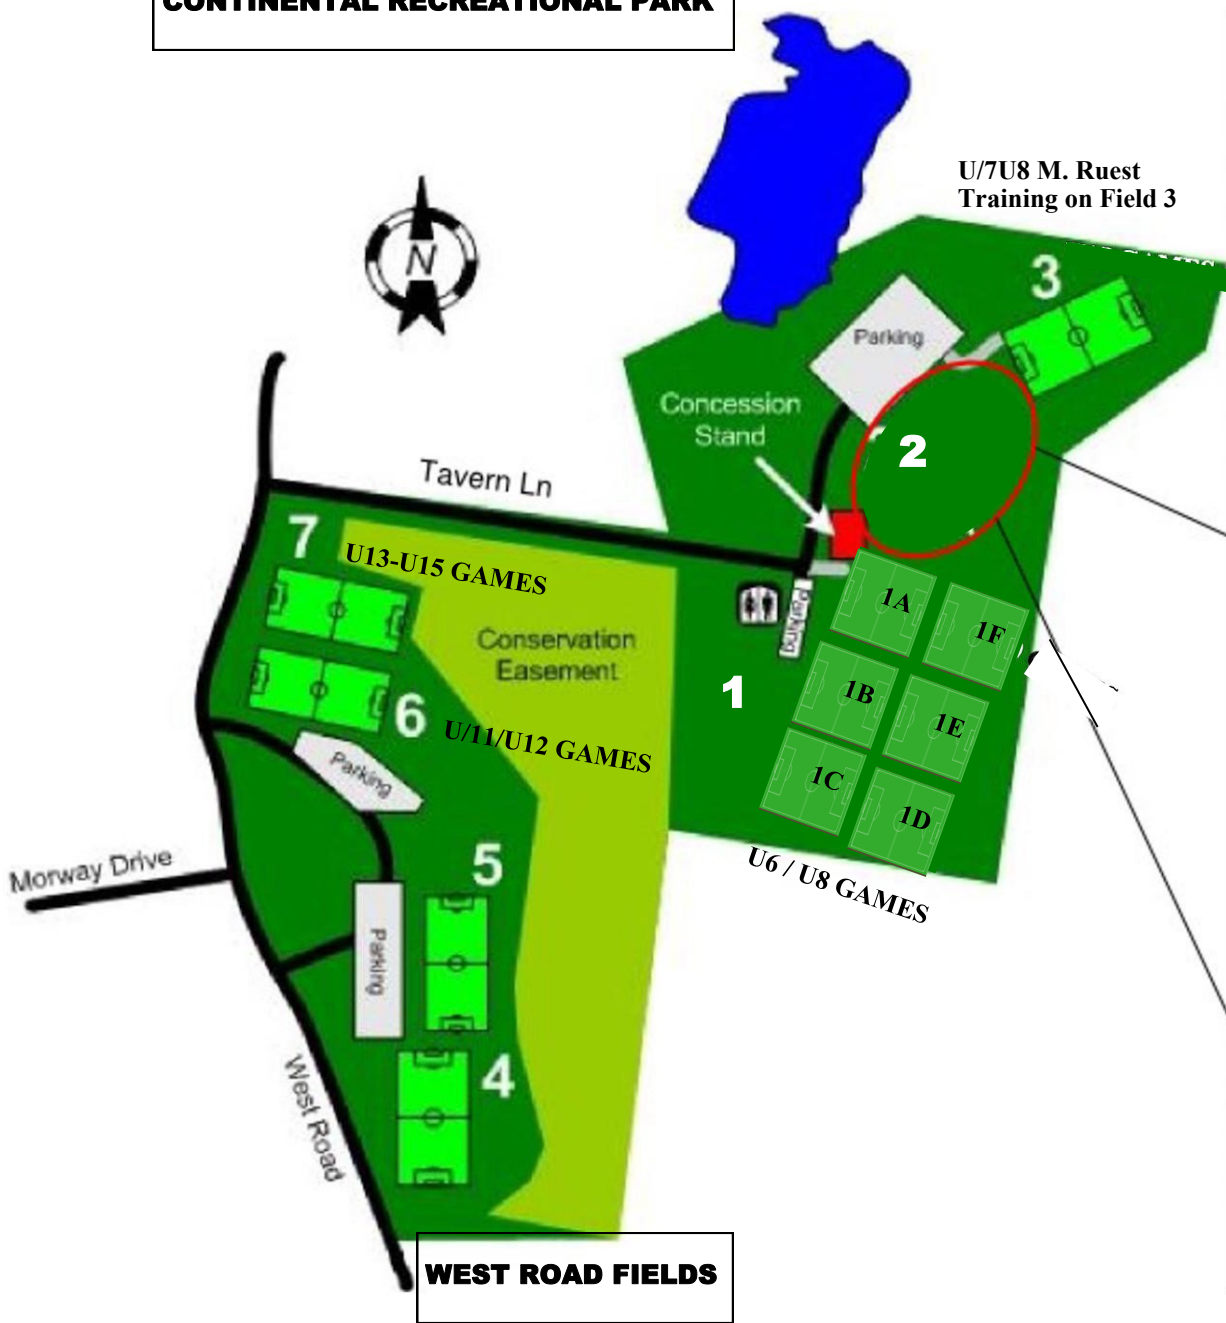 CONTINENTAL RECREATIONAL PARK
U/7U8 M. Ruest
Training on Field 3
N
3
GAMES
Parking
Concession
Stand
2
Tavern Ln
7
U13-U15 GAMES
Conservation
Easement
Parking
1A
1F
1
1B
1E
6
U/11/U12 GAMES
Parking
1C
1D
U6 / U8 GAMES
Morway Drive
5
Parking
4
West Road
WEST ROAD FIELDS